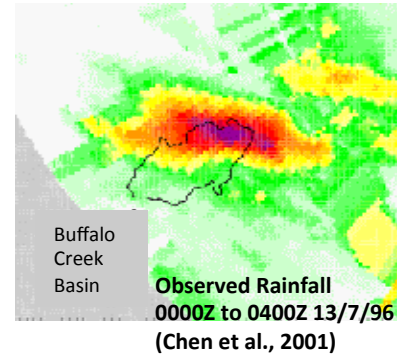 Buffalo
Creek
Basin
Observed Rainfall
0000Z to 0400Z 13/7/96
(Chen et al., 2001)